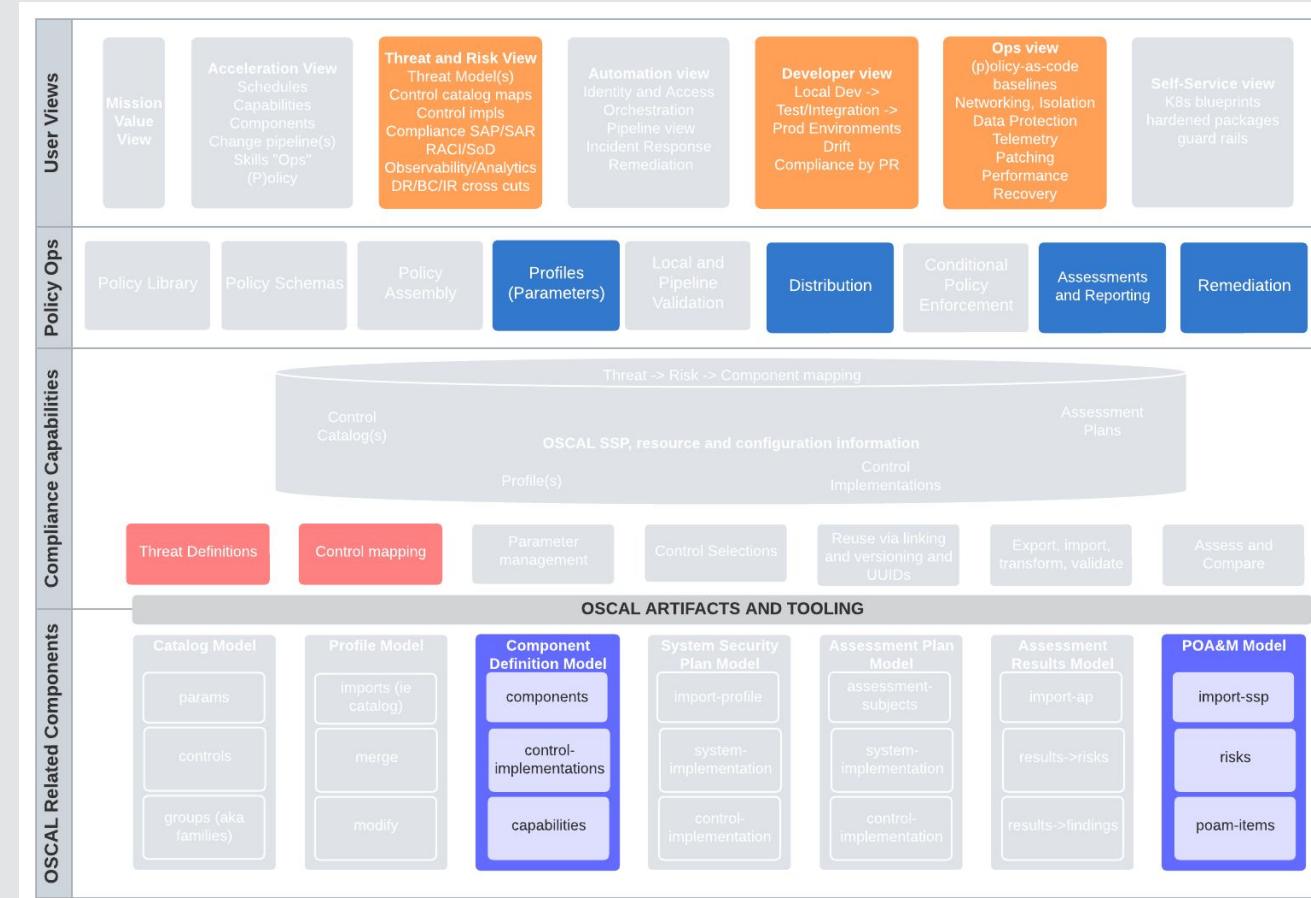 User Views
Mission
Value
View
Acceleration View
Schedules
Capabilities
Components
Change pipeline(s)
Skills "Ops"
(P)olicy
Threat and Risk View
Threat Model(s)
Control catalog maps
Control impls
Compliance SAP/SAR
RACI/SoD
Observability/Analytics
DR/BC/IR cross cuts
Automation view
Identity and Access
Orchestration
Pipeline view
Incident Response
Remediation
Developer view
Local Dev ->
Test/Integration ->
Prod Environments
Drift
Compliance by PR
Ops view
(p)olicy-as-code
baselines
Networking, Isolation
Data Protection
Telemetry
Patching
Performance
Recovery
Self-Service view
K8s blueprints
hardened packages
guard rails
Policy Ops
Policy Library
Policy Schemas
Policy
Assembly
Profiles
(Parameters)
Local and
Pipeline
Validation
Distribution
Conditional
Policy
Enforcement
Assessments
and Reporting
Remediation
Compliance Capabilities
Threat -> Risk -> Component mapping
Control
Catalog(s)
Assessment
Plans
OSCAL SSP, resource and configuration information
Profile(s)
Control
Implementations
Threat Definitions
Control mapping
Parameter
management
Control Selections
Reuse via linking
and versioning and
UUIDs
Export, import,
transform, validate
Assess and
Compare
OSCAL ARTIFACTS AND TOOLING
OSCAL Related Components
Catalog Model
params
controls
groups (aka
families)
Profile Model
imports (ie
catalog)
merge
modify
Component
Definition Model
components
control-
implementations
capabilities
System Security
Plan Model
import-profile
system-
implementation
control-
implementation
Assessment Plan
Model
assessment-
subjects
system-
implementation
control-
implementation
Assessment
Results Model
import-ap
results->risks
results->findings
POA&M Model
import-ssp
risks
poam-items